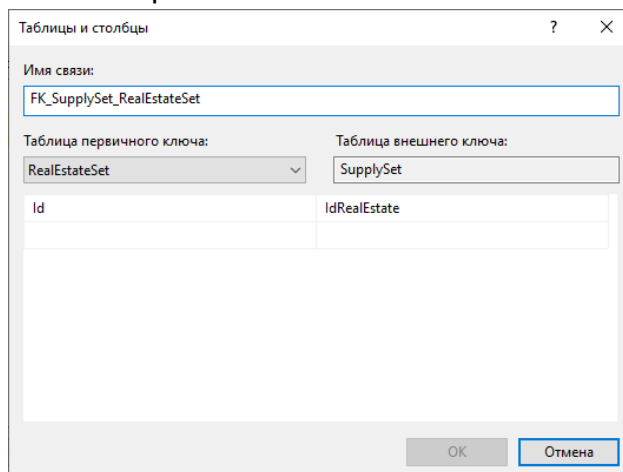 Таблицы и столбцы ? ×
Имя связи:
FK_SupplySet_RealEstateSet
Таблица первичного ключа: Таблица внешнего ключа:
RealEstateSet SupplySet
Id IdRealEstate
OK Отмена